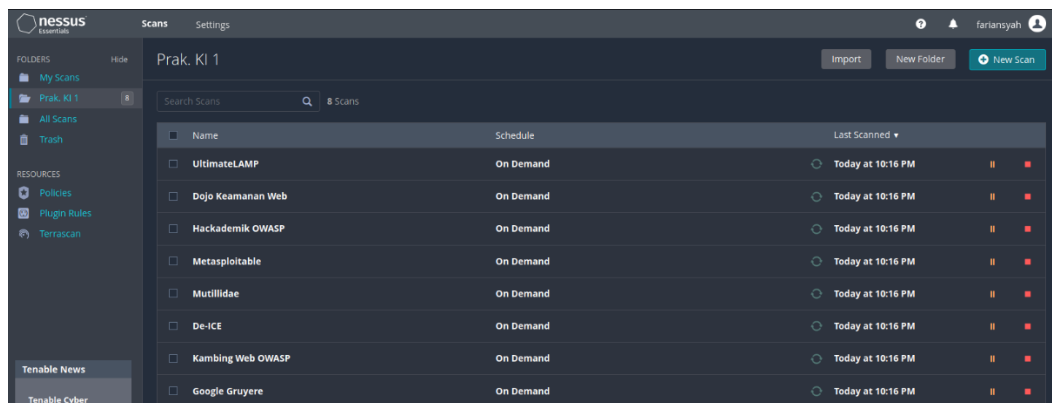 nessus
Essentials
Scans Settings fariansyah
FOLDERS Hide
My Scans
Prak. KI 1 8
All Scans
Trash
RESOURCES
Policies
Plugin Rules
Terrascan
Tenable News
Tenable Cyber
Prak. KI 1 Import New Folder New Scan
Search Scans 8 Scans
Name Schedule Last Scanned
UltimateLAMP On Demand Today at 10:16 PM
Dojo Keamanan Web On Demand Today at 10:16 PM
Hackademik OWASP On Demand Today at 10:16 PM
Metasploitable On Demand Today at 10:16 PM
Mutillidae On Demand Today at 10:16 PM
De-ICE On Demand Today at 10:16 PM
Kambing Web OWASP On Demand Today at 10:16 PM
Google Gruyere On Demand Today at 10:16 PM